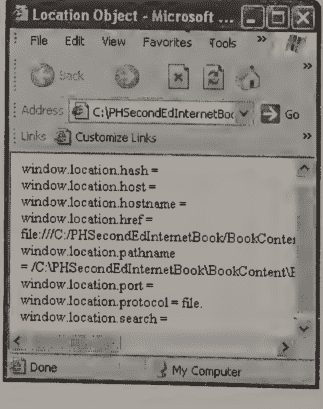 Location Object - Microsoft ...
File Edit View Favorites Tools »
Back »
Address C:\PHSecondEdInternetBoo Go
Links Customize Links »
window.location.hash =
window.location.host =
window.location.hostname =
window.location.href =
file:///C:/PHSecondEdInternetBook/BookConten
window.location.pathname
= /C:\PHSecondEdInternetBook\BookContent\
window.location.port =
window.location.protocol = file:
window.location.search =
Done My Computer